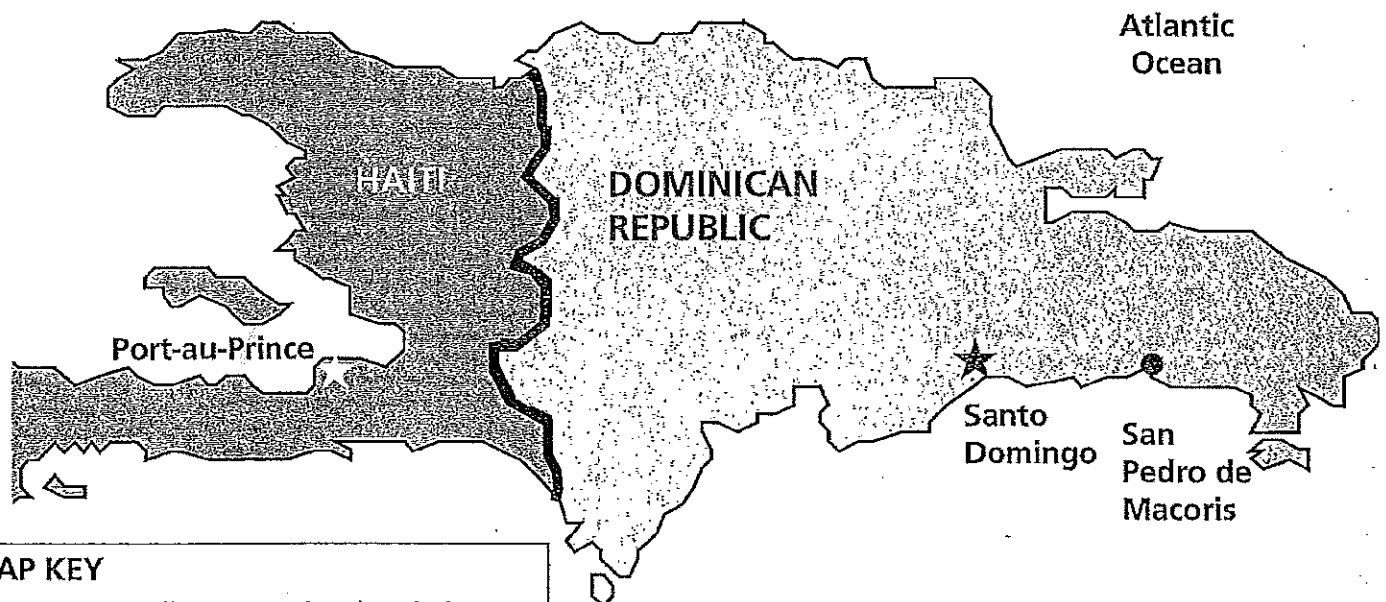 Atlantic
Ocean
HAITI
DOMINICAN
REPUBLIC
Port-au-Prince
Santo
Domingo
San
Pedro de
Macoris
AP KEY